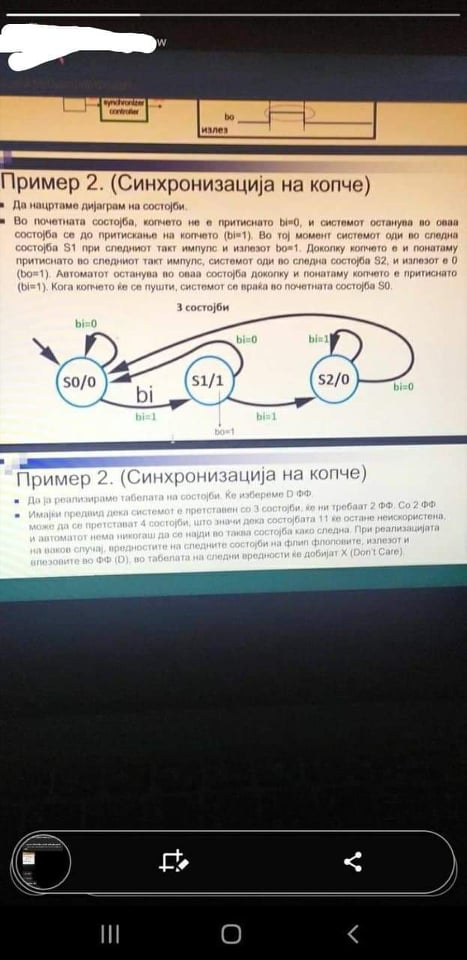 w
synchronizer
controller
bo
излез
Пример 2. (Синхронизација на копче)
Да нацртаме дијаграм на состојби.
Во почетната состојба, копчето не е притиснато bi=0, и системот останува во оваа
состојба се до притискање на копчето (bi=1). Во тој момент системот оди во следна
состојба S1 при следниот такт импулс и излезот bo=1. Доколку копчето е и понатаму
притиснато во следниот такт импулс, системот оди во следна состојба S2, и излезот е 0
(bo=1). Автоматот останува во оваа состојба доколку и понатаму копчето е притиснато
(bi=1). Кога копчето ќе се пушти, системот се враќа во почетната состојба S0.
3 состојби
bi=0
bi=0
bi=1
S0/0
S1/1
S2/0
bi
bi=0
bi=1
bi=1
bo=1
Пример 2. (Синхронизација на копче)
Да ја реализираме табелата на состојби. Ќе избереме D ФФ.
Имајќи предвид дека системот е претставен со 3 состојби, ќе ни требаат 2 ФФ. Со 2 ФФ
може да се претстават 4 состојби, што значи дека состојбата 11 ќе остане неискористена,
и автоматот нема никогаш да се најди во таква состојба како следна. При реализацијата
на ваков случај, вредностите на следните состојби на флип флоповите, излезот и
влезовите во ФФ (D), во табелата на следни вредности ќе добијат X (Don't Care).